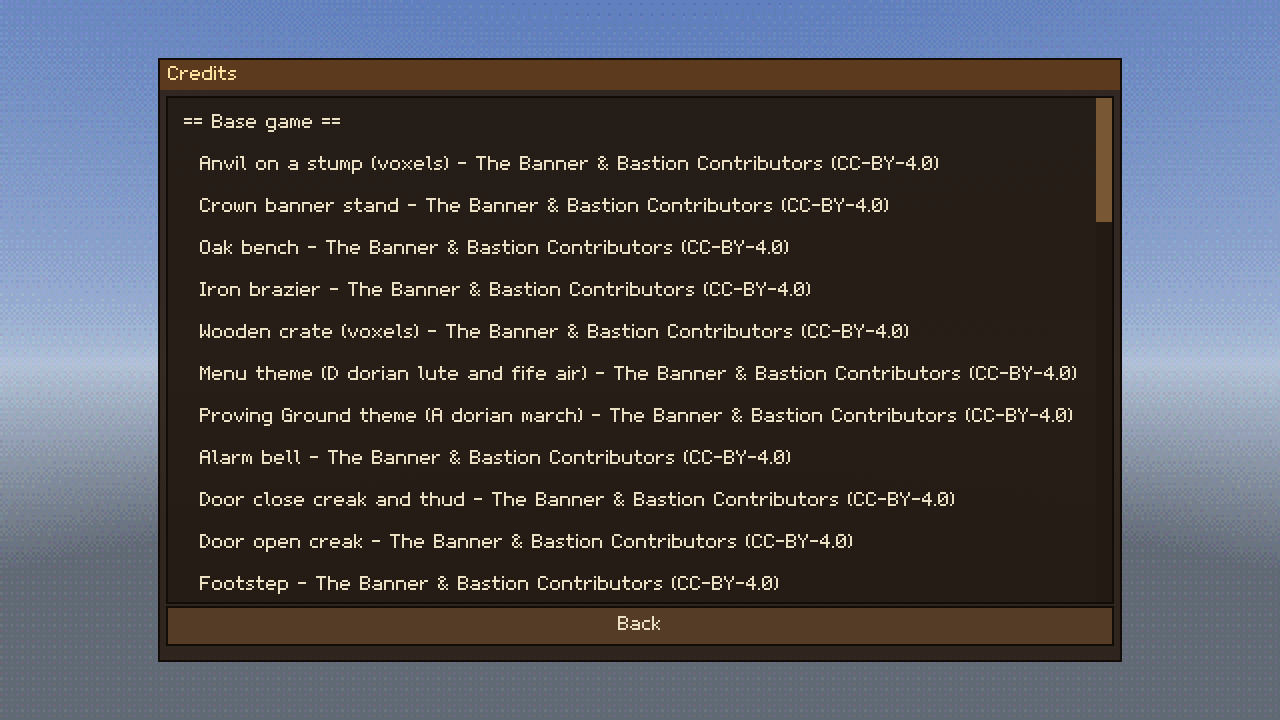 Credits
== Base game ==
Anvil on a stump (voxels) - The Banner & Bastion Contributors (CC-BY-4.0)
Crown banner stand - The Banner & Bastion Contributors (CC-BY-4.0)
Oak bench - The Banner & Bastion Contributors (CC-BY-4.0)
Iron brazier - The Banner & Bastion Contributors (CC-BY-4.0)
Wooden crate (voxels) - The Banner & Bastion Contributors (CC-BY-4.0)
Menu theme (D dorian lute and fife air) - The Banner & Bastion Contributors (CC-BY-4.0)
Proving Ground theme (A dorian march) - The Banner & Bastion Contributors (CC-BY-4.0)
Alarm bell - The Banner & Bastion Contributors (CC-BY-4.0)
Door close creak and thud - The Banner & Bastion Contributors (CC-BY-4.0)
Door open creak - The Banner & Bastion Contributors (CC-BY-4.0)
Footstep - The Banner & Bastion Contributors (CC-BY-4.0)
Back